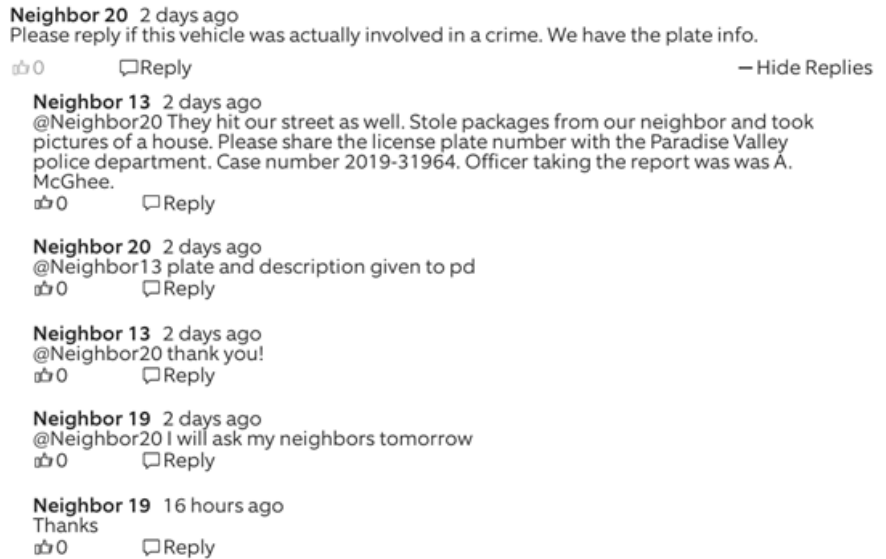 Neighbor 20 2 days ago
Please reply if this vehicle was actually involved in a crime. We have the plate info.
0 Reply — Hide Replies
Neighbor 13 2 days ago
@Neighbor20 They hit our street as well. Stole packages from our neighbor and took
pictures of a house. Please share the license plate number with the Paradise Valley
police department. Case number 2019-31964. Officer taking the report was was A.
McGhee.
0 Reply
Neighbor 20 2 days ago
@Neighbor13 plate and description given to pd
0 Reply
Neighbor 13 2 days ago
@Neighbor20 thank you!
0 Reply
Neighbor 19 2 days ago
@Neighbor20 I will ask my neighbors tomorrow
0 Reply
Neighbor 19 16 hours ago
Thanks
0 Reply